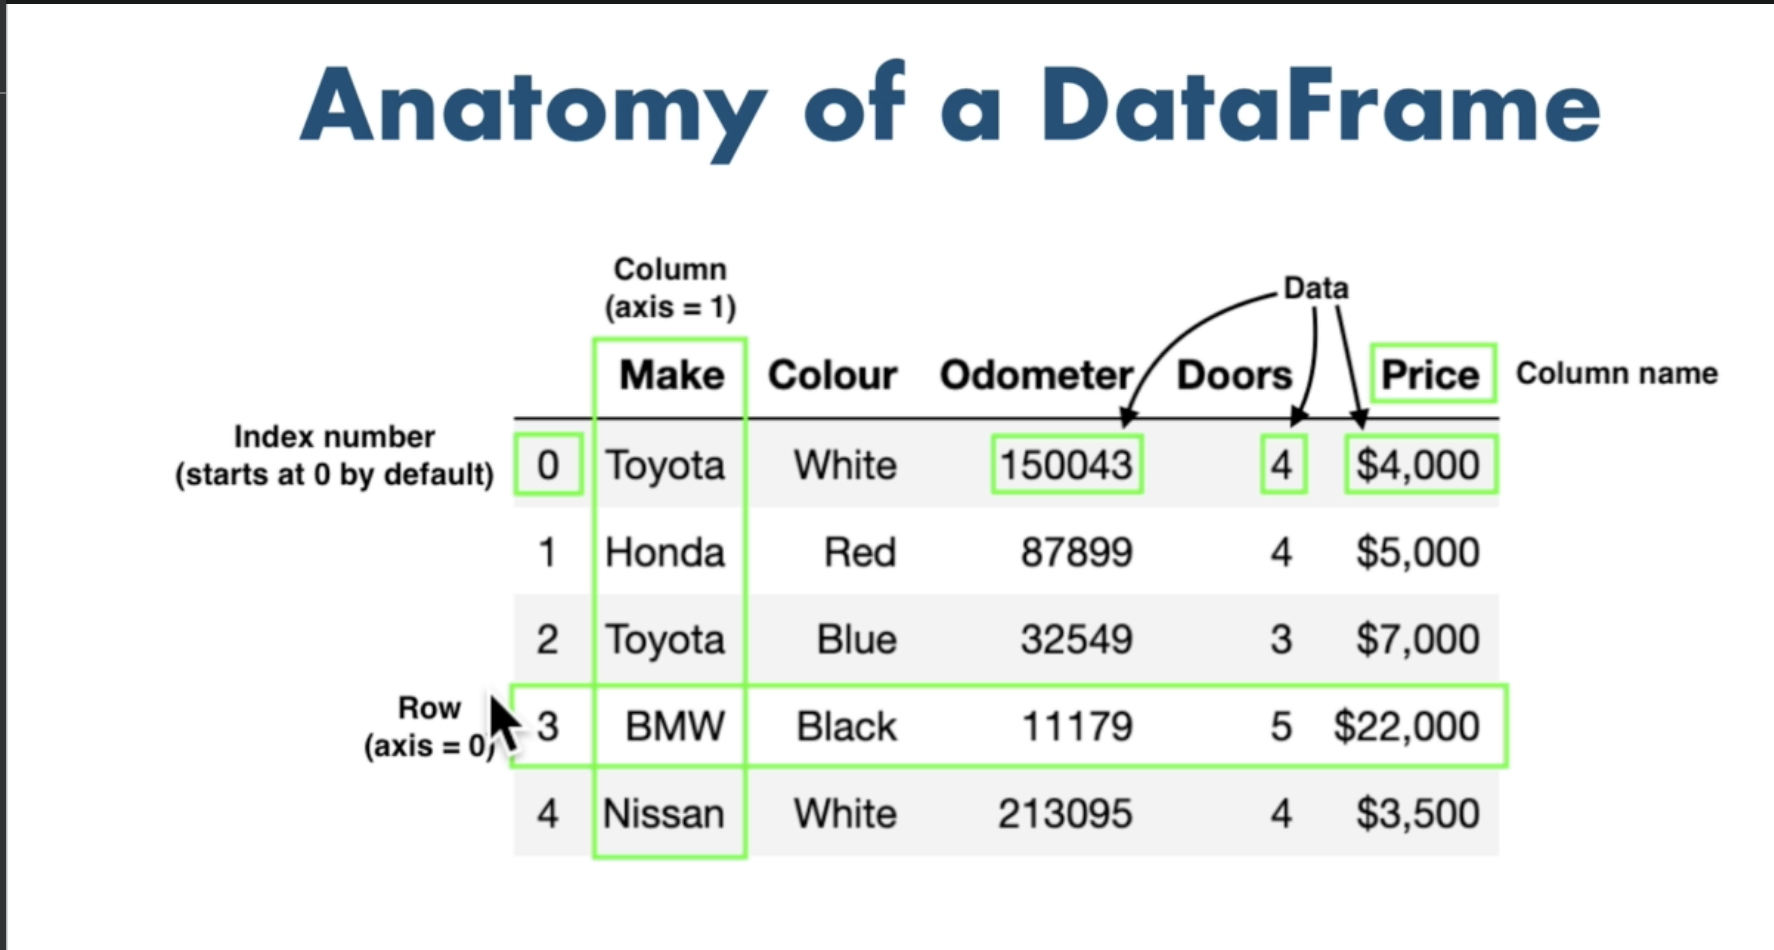 Anatomy of a DataFrame
Column
(axis = 1)
Data
Make Colour Odometer Doors Price Column name
Index number
(starts at 0 by default)
0 Toyota White 150043 4 $4,000
1 Honda Red 87899 4 $5,000
2 Toyota Blue 32549 3 $7,000
Row
(axis = 0)
3 BMW Black 11179 5 $22,000
4 Nissan White 213095 4 $3,500